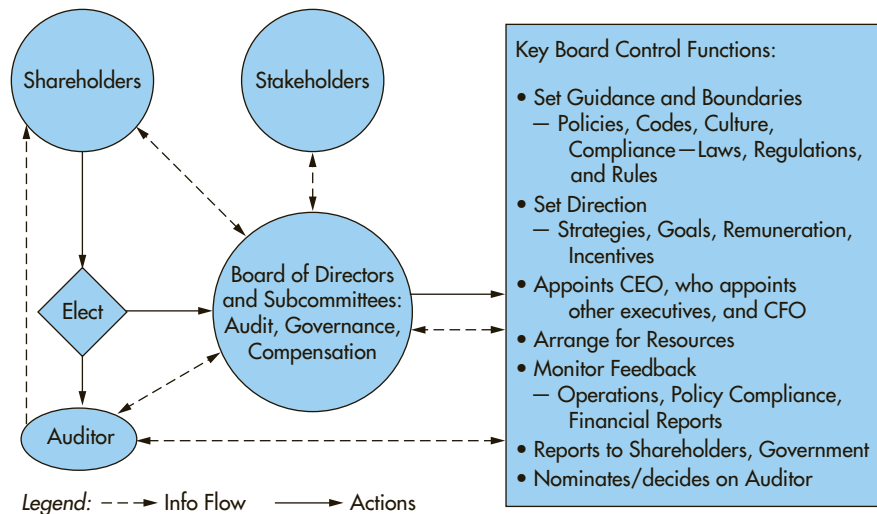 Shareholders
Stakeholders
Elect
Board of Directors
and Subcommittees:
Audit, Governance,
Compensation
Auditor
Key Board Control Functions:
• Set Guidance and Boundaries
— Policies, Codes, Culture,
Compliance—Laws, Regulations,
and Rules
• Set Direction
— Strategies, Goals, Remuneration,
Incentives
• Appoints CEO, who appoints
other executives, and CFO
• Arrange for Resources
• Monitor Feedback
— Operations, Policy Compliance,
Financial Reports
• Reports to Shareholders, Government
• Nominates/decides on Auditor
Legend: Info Flow Actions